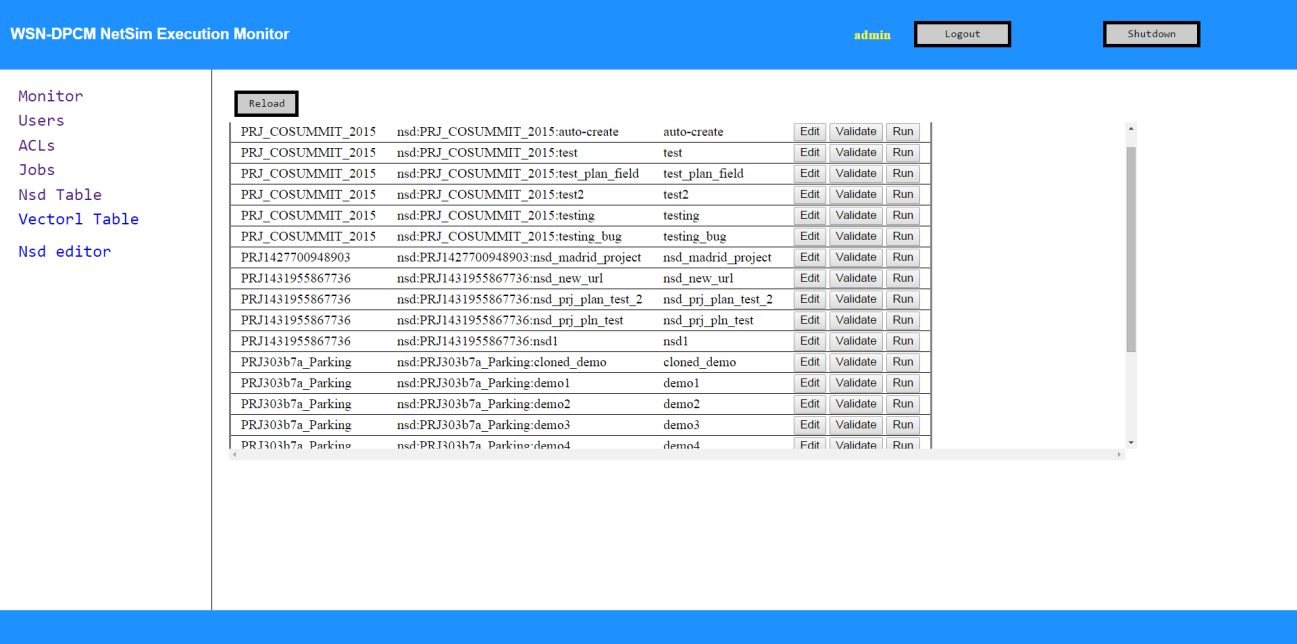 WSN-DPCM NetSim Execution Monitor admin Logout Shutdown
Monitor
Users
ACLs
Jobs
Nsd Table
Vectorl Table
Nsd editor
Reload
PRJ_COSUMMIT_2015 nsd:PRJ_COSUMMIT_2015:auto-create auto-create Edit Validate Run
PRJ_COSUMMIT_2015 nsd:PRJ_COSUMMIT_2015:test test Edit Validate Run
PRJ_COSUMMIT_2015 nsd:PRJ_COSUMMIT_2015:test_plan_field test_plan_field Edit Validate Run
PRJ_COSUMMIT_2015 nsd:PRJ_COSUMMIT_2015:test2 test2 Edit Validate Run
PRJ_COSUMMIT_2015 nsd:PRJ_COSUMMIT_2015:testing testing Edit Validate Run
PRJ_COSUMMIT_2015 nsd:PRJ_COSUMMIT_2015:testing_bug testing_bug Edit Validate Run
PRJ1427700948903 nsd:PRJ1427700948903:nsd_madrid_project nsd_madrid_project Edit Validate Run
PRJ1431955867736 nsd:PRJ1431955867736:nsd_new_url nsd_new_url Edit Validate Run
PRJ1431955867736 nsd:PRJ1431955867736:nsd_prj_plan_test_2 nsd_prj_plan_test_2 Edit Validate Run
PRJ1431955867736 nsd:PRJ1431955867736:nsd_prj_pln_test nsd_prj_pln_test Edit Validate Run
PRJ1431955867736 nsd:PRJ1431955867736:nsd1 nsd1 Edit Validate Run
PRJ303b7a_Parking nsd:PRJ303b7a_Parking:cloned_demo cloned_demo Edit Validate Run
PRJ303b7a_Parking nsd:PRJ303b7a_Parking:demo1 demo1 Edit Validate Run
PRJ303b7a_Parking nsd:PRJ303b7a_Parking:demo2 demo2 Edit Validate Run
PRJ303b7a_Parking nsd:PRJ303b7a_Parking:demo3 demo3 Edit Validate Run
PRJ303b7a_Parking nsd:PRJ303b7a_Parking:demo4 demo4 Edit Validate Run